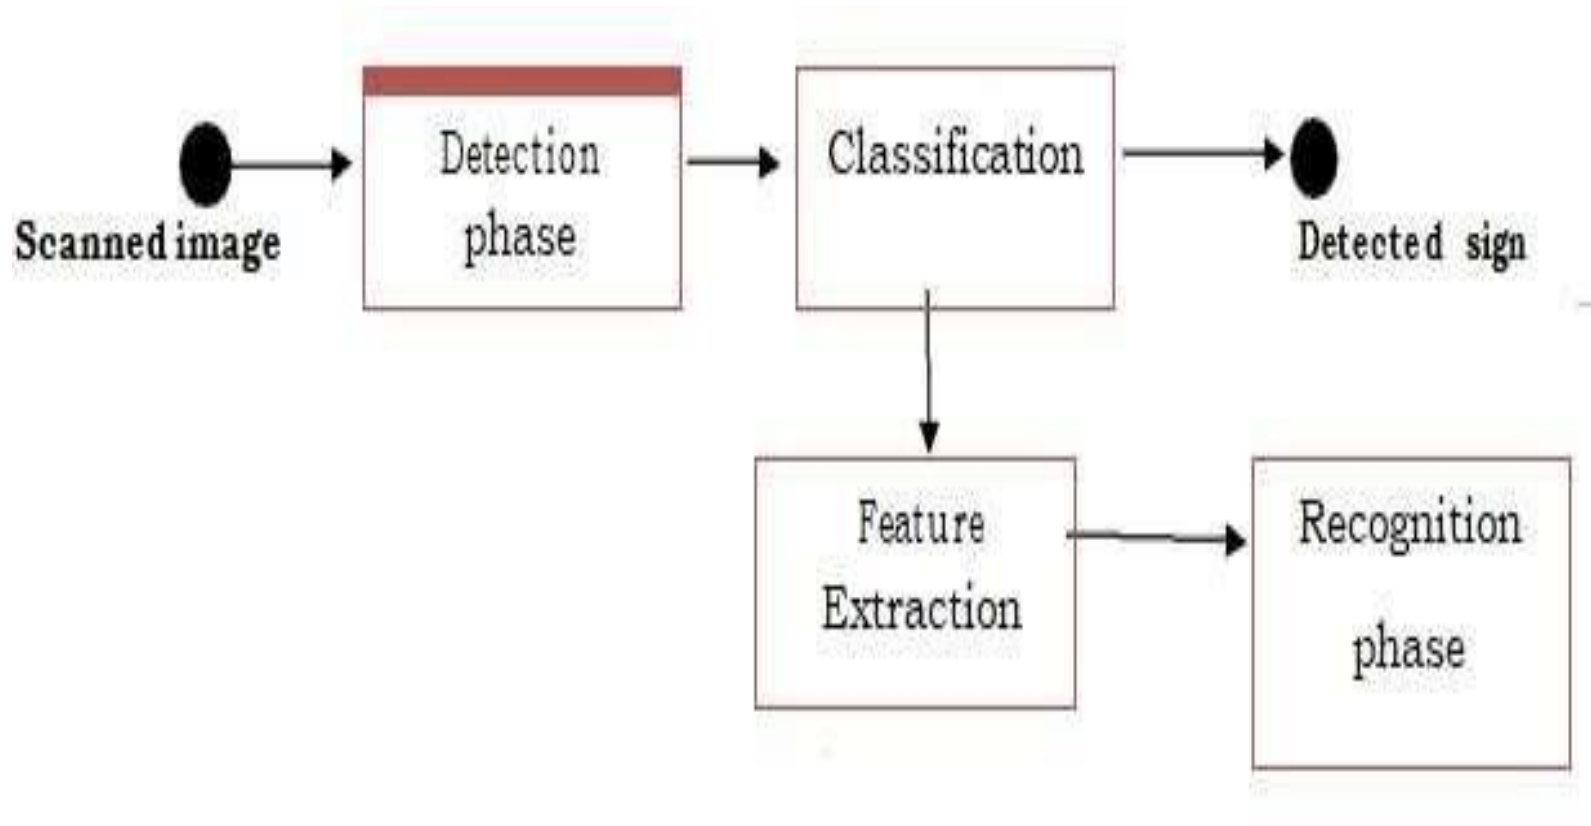 Scanned image
Detection
phase
Classification
Detected sign
Feature
Extraction
Recognition
phase